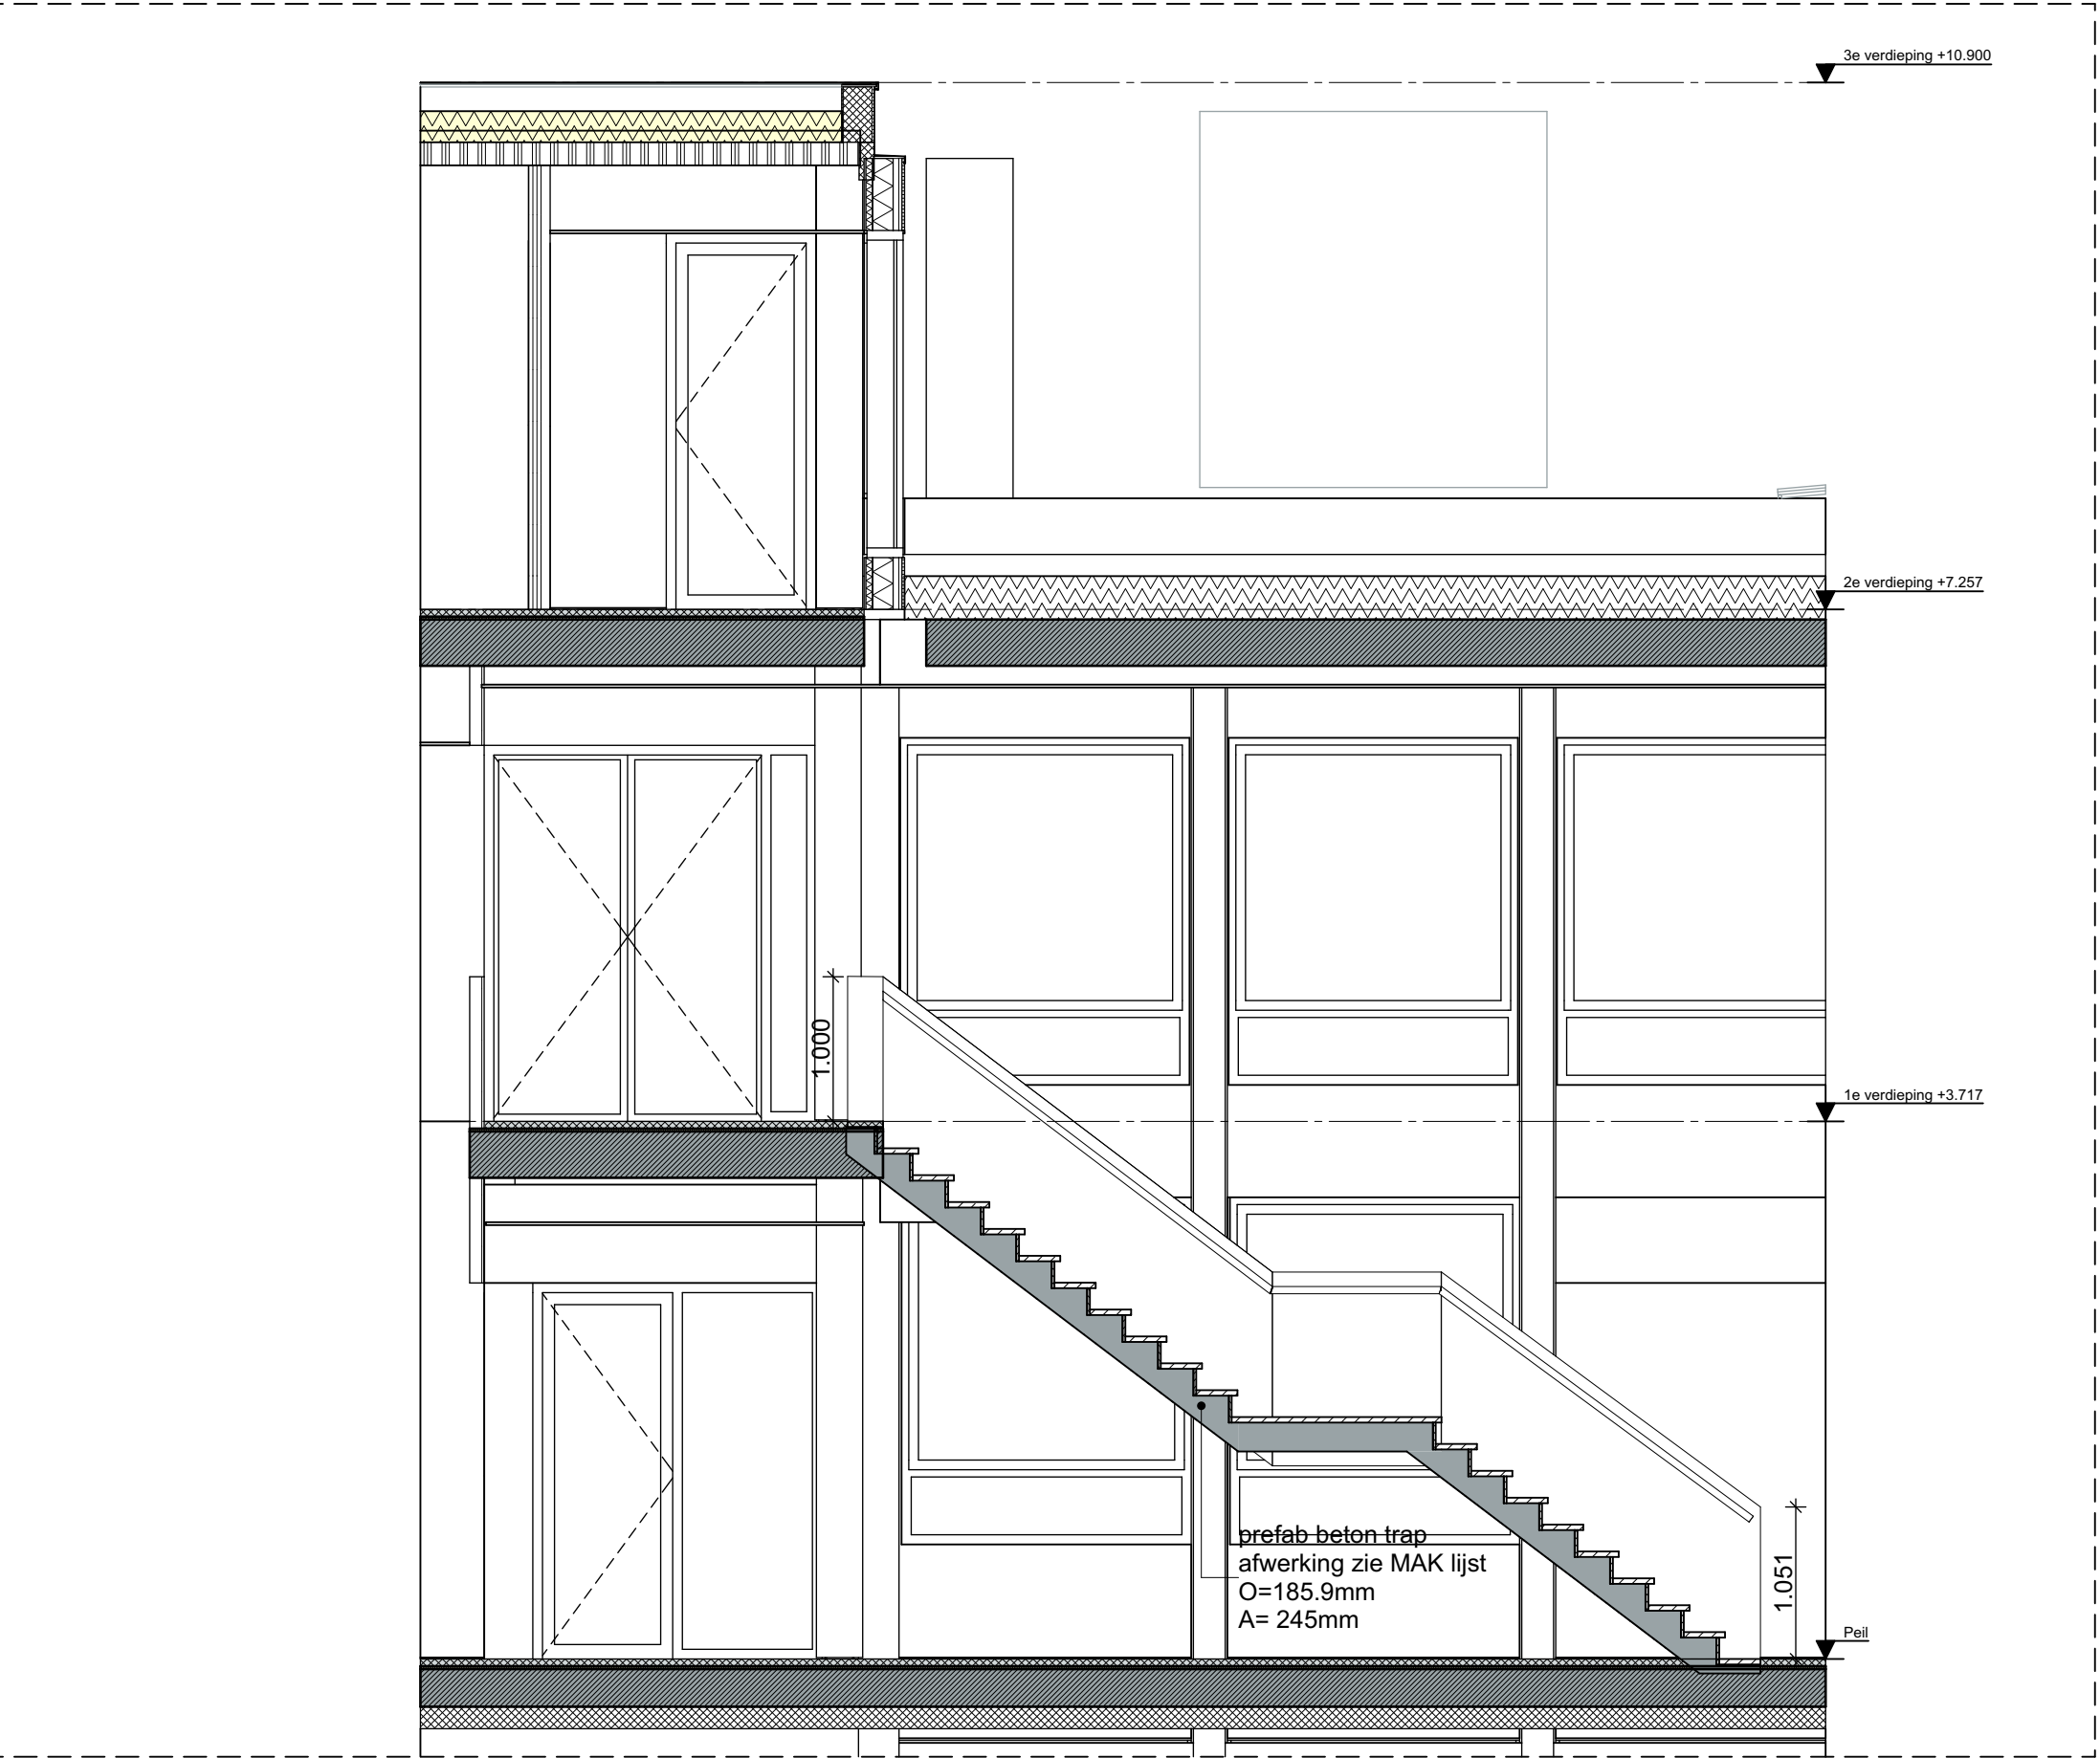 3e verdieping +10.900
2e verdieping +7.257
1.000
1e verdieping +3.717
prefab beton trap
afwerking zie MAK lijst
O=185.9mm
A= 245mm
1.051
Peil